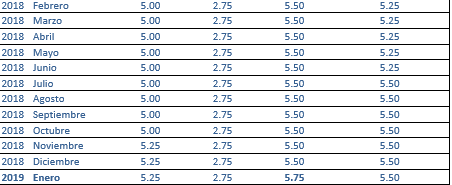 2018 Febrero 5.00 2.75 5.50 5.25
2018 Marzo 5.00 2.75 5.50 5.25
2018 Abril 5.00 2.75 5.50 5.25
2018 Mayo 5.00 2.75 5.50 5.25
2018 Junio 5.00 2.75 5.50 5.25
2018 Julio 5.00 2.75 5.50 5.50
2018 Agosto 5.00 2.75 5.50 5.50
2018 Septiembre 5.00 2.75 5.50 5.50
2018 Octubre 5.00 2.75 5.50 5.50
2018 Noviembre 5.25 2.75 5.50 5.50
2018 Diciembre 5.25 2.75 5.50 5.50
2019 Enero 5.25 2.75 5.75 5.50